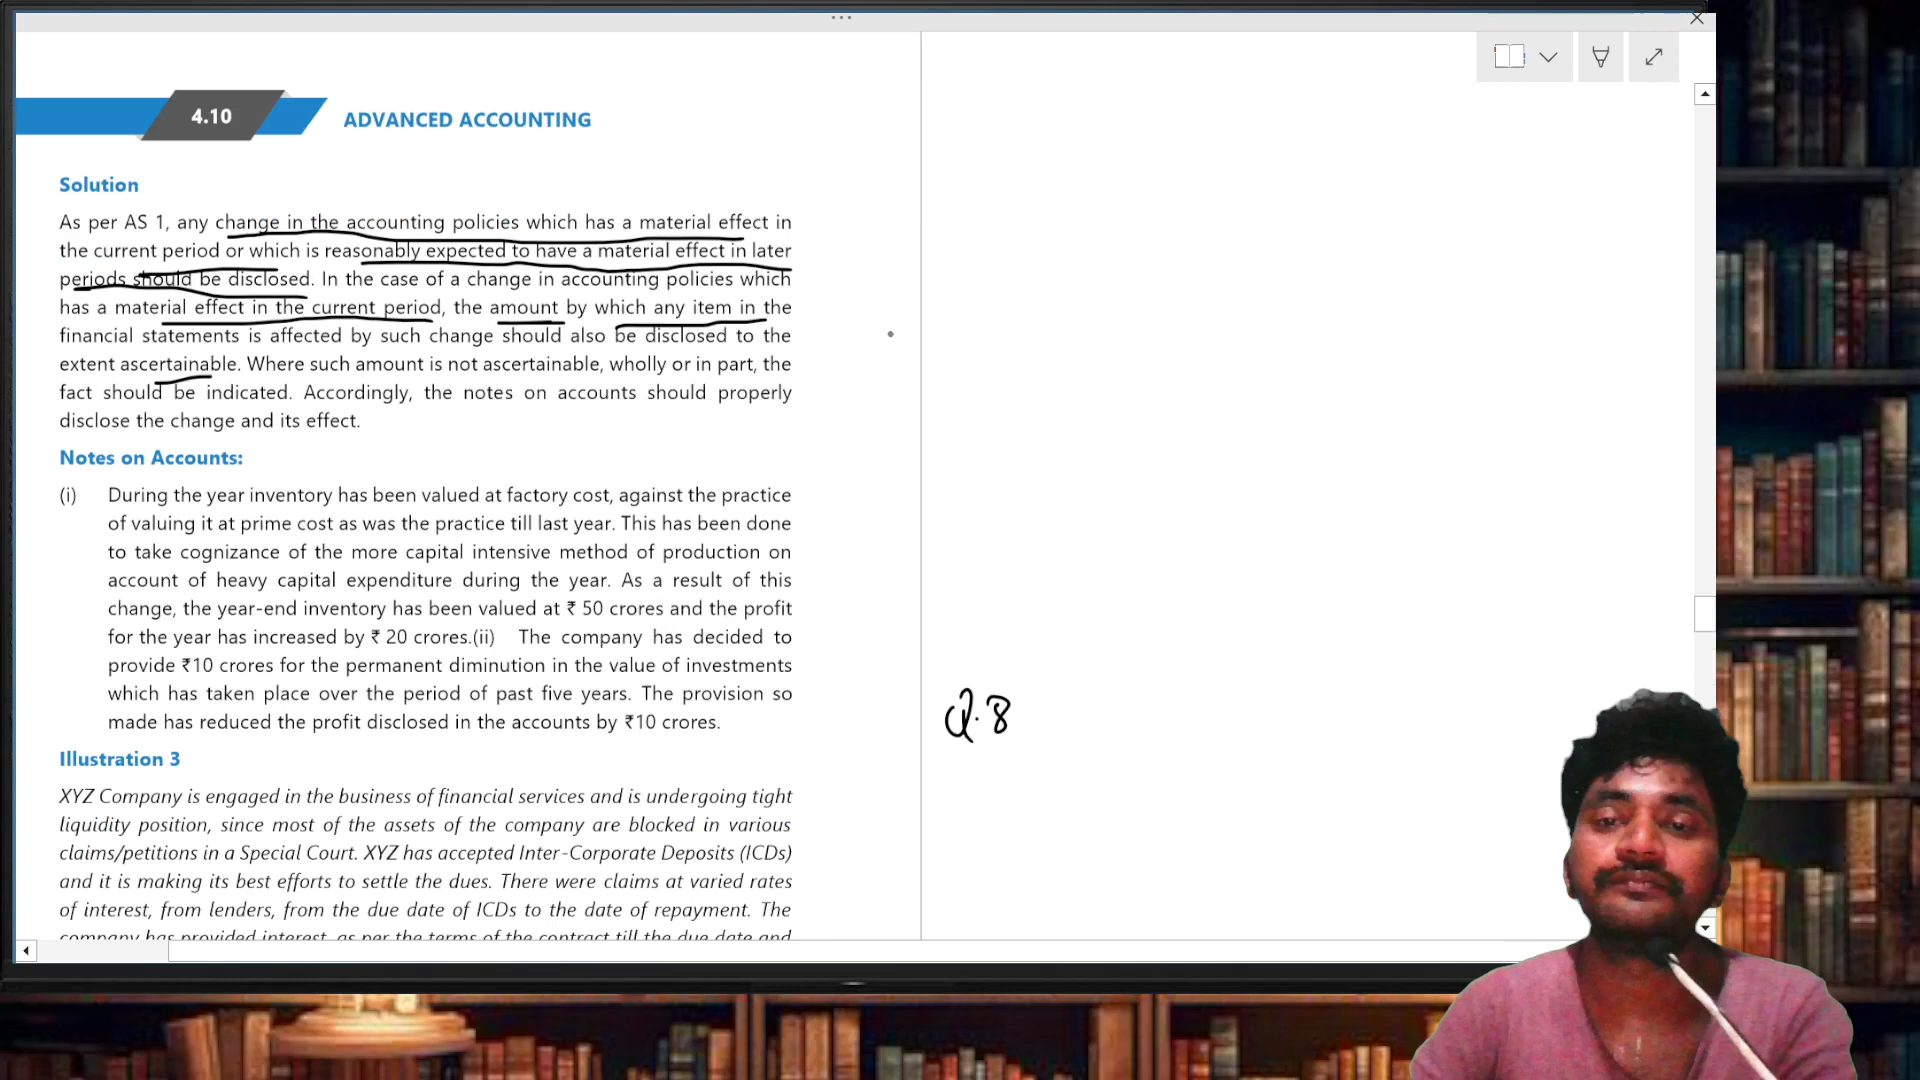 4.10
ADVANCED ACCOUNTING
Solution
As per AS 1, any change in the accounting policies which has a material effect in
the current period or which is reasonably expected to have a material effect in later
periods should be disclosed. In the case of a change in accounting policies which
has a material effect in the current period, the amount by which any item in the
financial statements is affected by such change should also be disclosed to the
extent ascertainable. Where such amount is not ascertainable, wholly or in part, the
fact should be indicated. Accordingly, the notes on accounts should properly
disclose the change and its effect.
Notes on Accounts:
(i) During the year inventory has been valued at factory cost, against the practice
of valuing it at prime cost as was the practice till last year. This has been done
to take cognizance of the more capital intensive method of production on
account of heavy capital expenditure during the year. As a result of this
change, the year-end inventory has been valued at ₹ 50 crores and the profit
for the year has increased by ₹ 20 crores.(ii) The company has decided to
provide ₹10 crores for the permanent diminution in the value of investments
which has taken place over the period of past five years. The provision so
made has reduced the profit disclosed in the accounts by ₹10 crores.
Q.8
Illustration 3
XYZ Company is engaged in the business of financial services and is undergoing tight
liquidity position, since most of the assets of the company are blocked in various
claims/petitions in a Special Court. XYZ has accepted Inter-Corporate Deposits (ICDs)
and it is making its best efforts to settle the dues. There were claims at varied rates
of interest, from lenders, from the due date of ICDs to the date of repayment. The
company has provided interest, as per the terms of the contract till the due date and